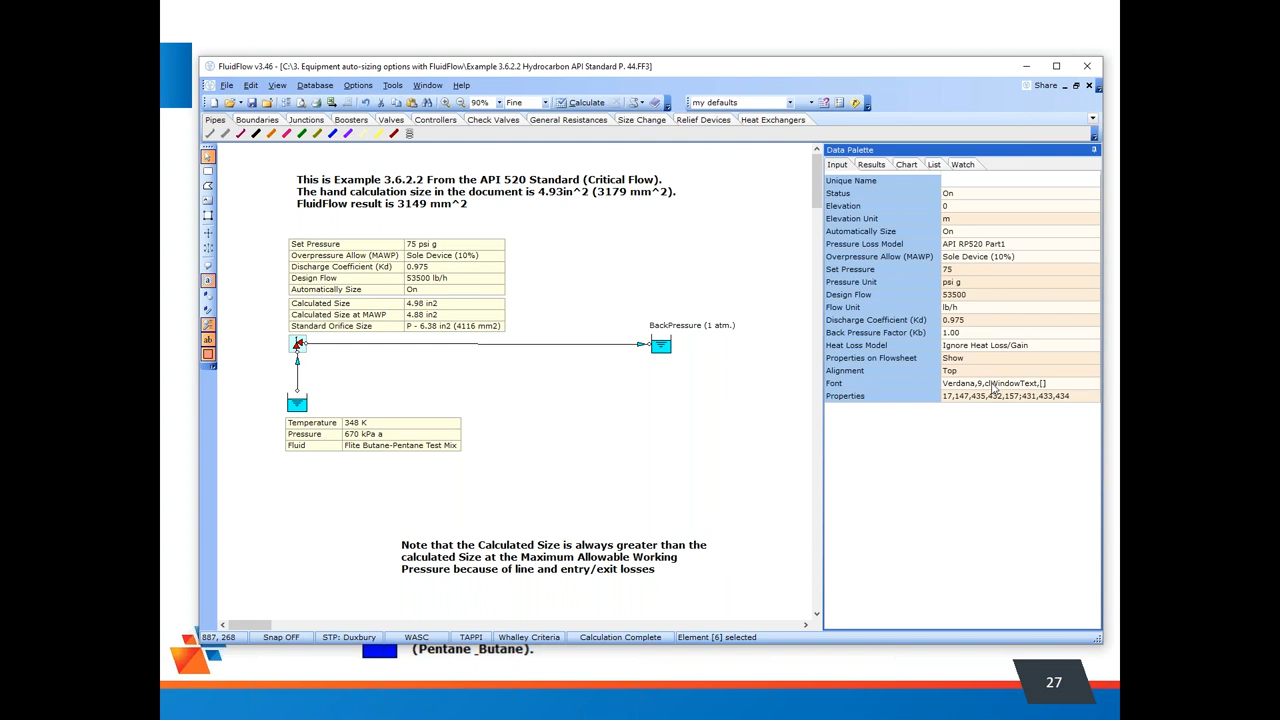 FluidFlow v3.46 - [C:\3. Equipment auto-sizing options with FluidFlow\Example 3.6.2.2 Hydrocarbon API Standard P. 44.FF3]
File Edit View Database Options Tools Window Help Share
90% Fine Calculate my defaults
Pipes Boundaries Junctions Boosters Valves Controllers Check Valves General Resistances Size Change Relief Devices Heat Exchangers
This is Example 3.6.2.2 From the API 520 Standard (Critical Flow).
The hand calculation size in the document is 4.93in^2 (3179 mm^2).
FluidFlow result is 3149 mm^2
Set Pressure 75 psi g
Overpressure Allow (MAWP) Sole Device (10%)
Discharge Coefficient (Kd) 0.975
Design Flow 53500 lb/h
Automatically Size On
Calculated Size 4.98 in2
Calculated Size at MAWP 4.88 in2
Standard Orifice Size P - 6.38 in2 (4116 mm2)
BackPressure (1 atm.)
Temperature 348 K
Pressure 670 kPa a
Fluid Flite Butane-Pentane Test Mix
Note that the Calculated Size is always greater than the
calculated Size at the Maximum Allowable Working
Pressure because of line and entry/exit losses
Data Palette
Input Results Chart List Watch
Unique Name
Status On
Elevation 0
Elevation Unit m
Automatically Size On
Pressure Loss Model API RP520 Part1
Overpressure Allow (MAWP) Sole Device (10%)
Set Pressure 75
Pressure Unit psi g
Design Flow 53500
Flow Unit lb/h
Discharge Coefficient (Kd) 0.975
Back Pressure Factor (Kb) 1.00
Heat Loss Model Ignore Heat Loss/Gain
Properties on Flowsheet Show
Alignment Top
Font Verdana,9,clWindowText,[]
Properties 17,147,435,432,157;431,433,434
887, 268 Snap OFF STP: Duxbury WASC TAPPI Whalley Criteria Calculation Complete Element [6] selected
(Pentane _Butane).
27